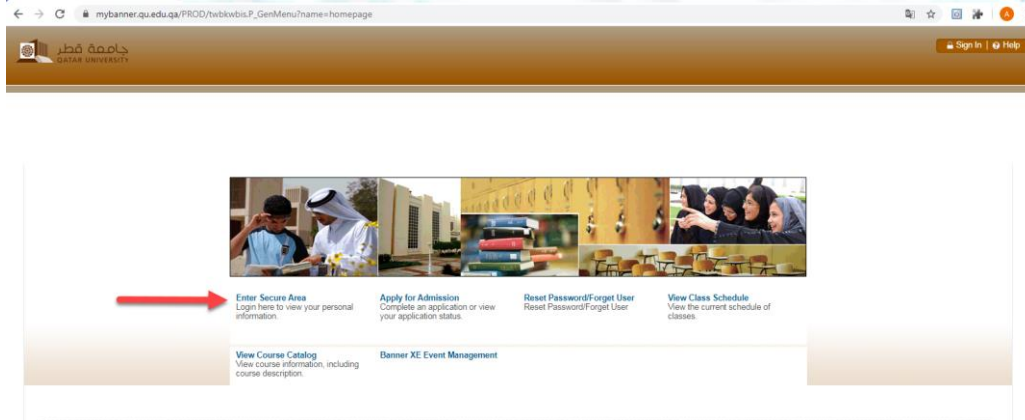 mybanner.qu.edu.qa/PROD/twbkwbis.P_GenMenu?name=homepage
A
جامعة قطر
QATAR UNIVERSITY
Sign In | Help
Enter Secure Area
Login here to view your personal
information.
Apply for Admission
Complete an application or view
your application status.
Reset Password/Forget User
Reset Password/Forget User
View Class Schedule
View the current schedule of
classes.
View Course Catalog
View course information, including
course description.
Banner XE Event Management